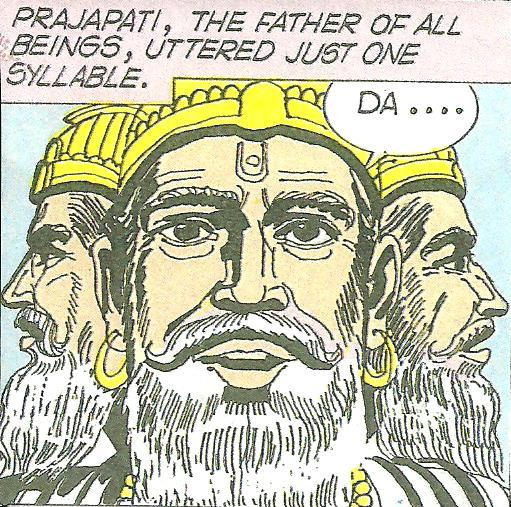 PRAJAPATI, THE FATHER OF ALL
BEINGS, UTTERED JUST ONE
SYLLABLE.
DA ....